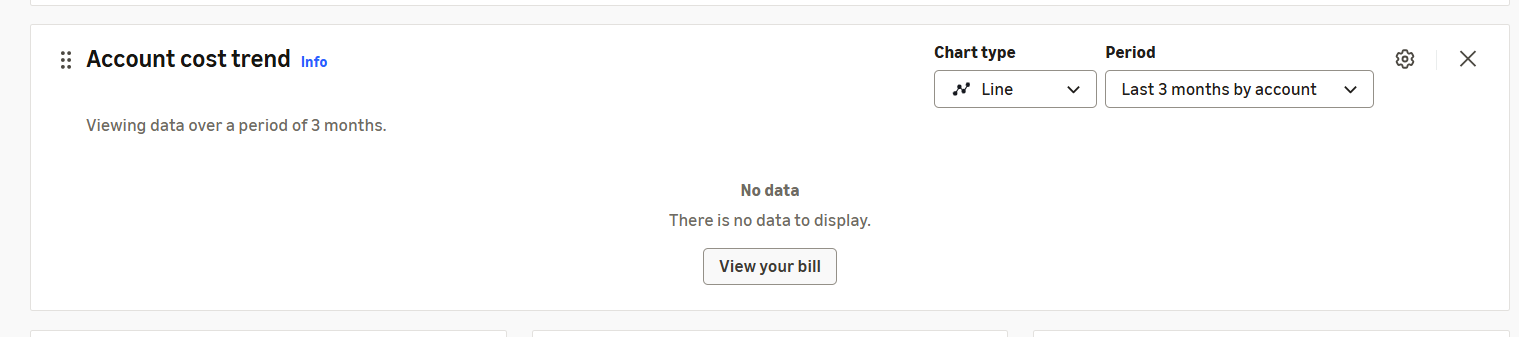 Account cost trend Info
Chart type
Line
Period
Last 3 months by account
Viewing data over a period of 3 months.
No data
There is no data to display.
View your bill